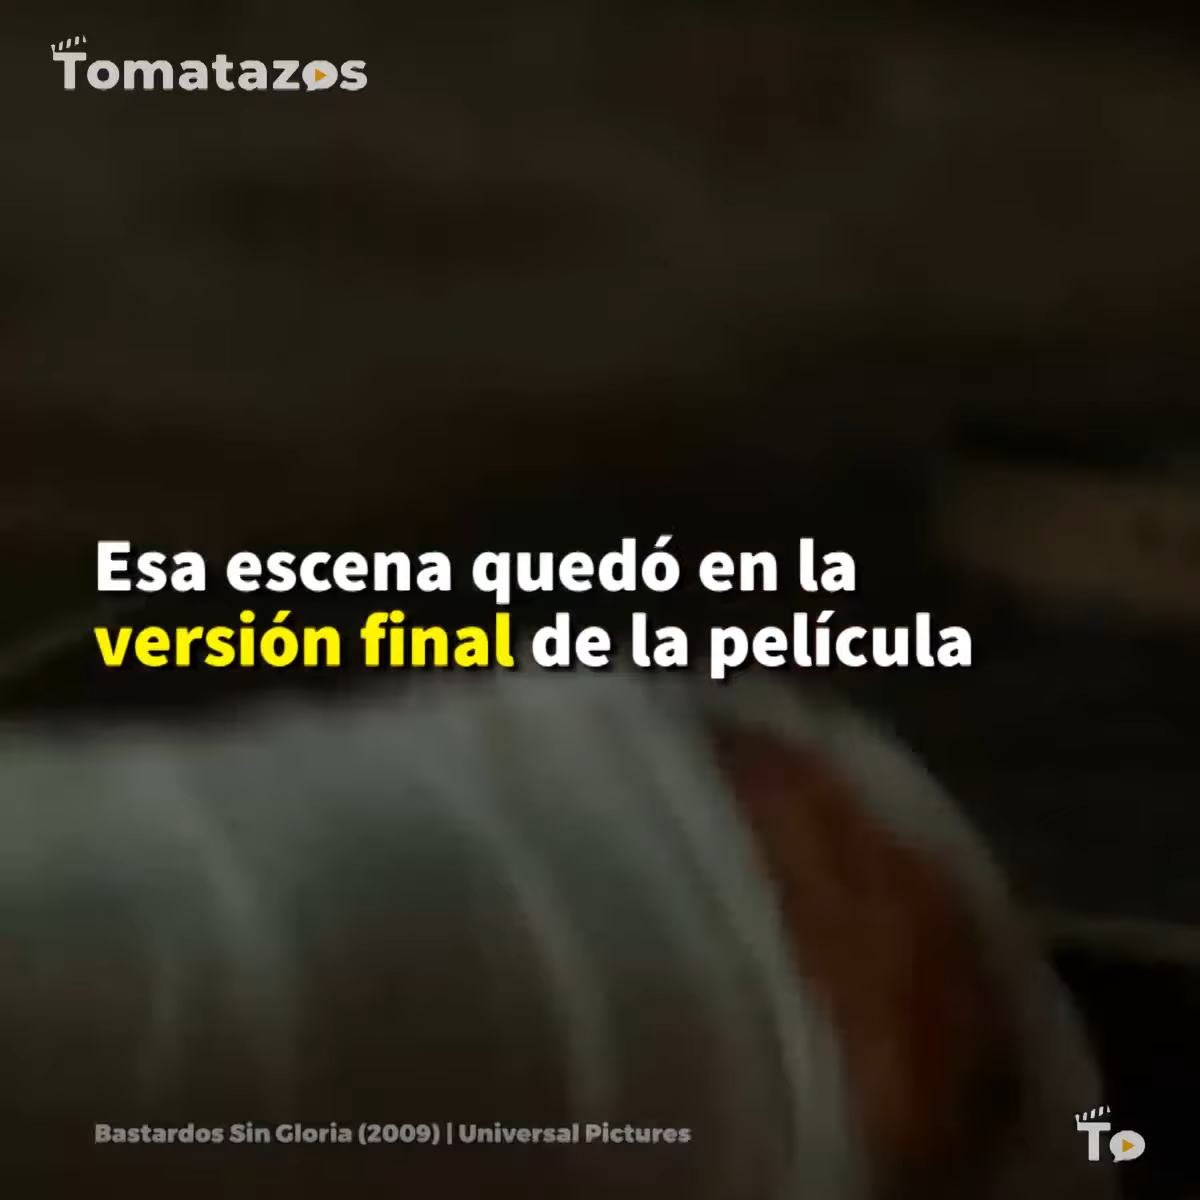 Tomatazos
Esa escena quedó en la
versión final de la película
Bastardos Sin Gloria (2009) | Universal Pictures
To